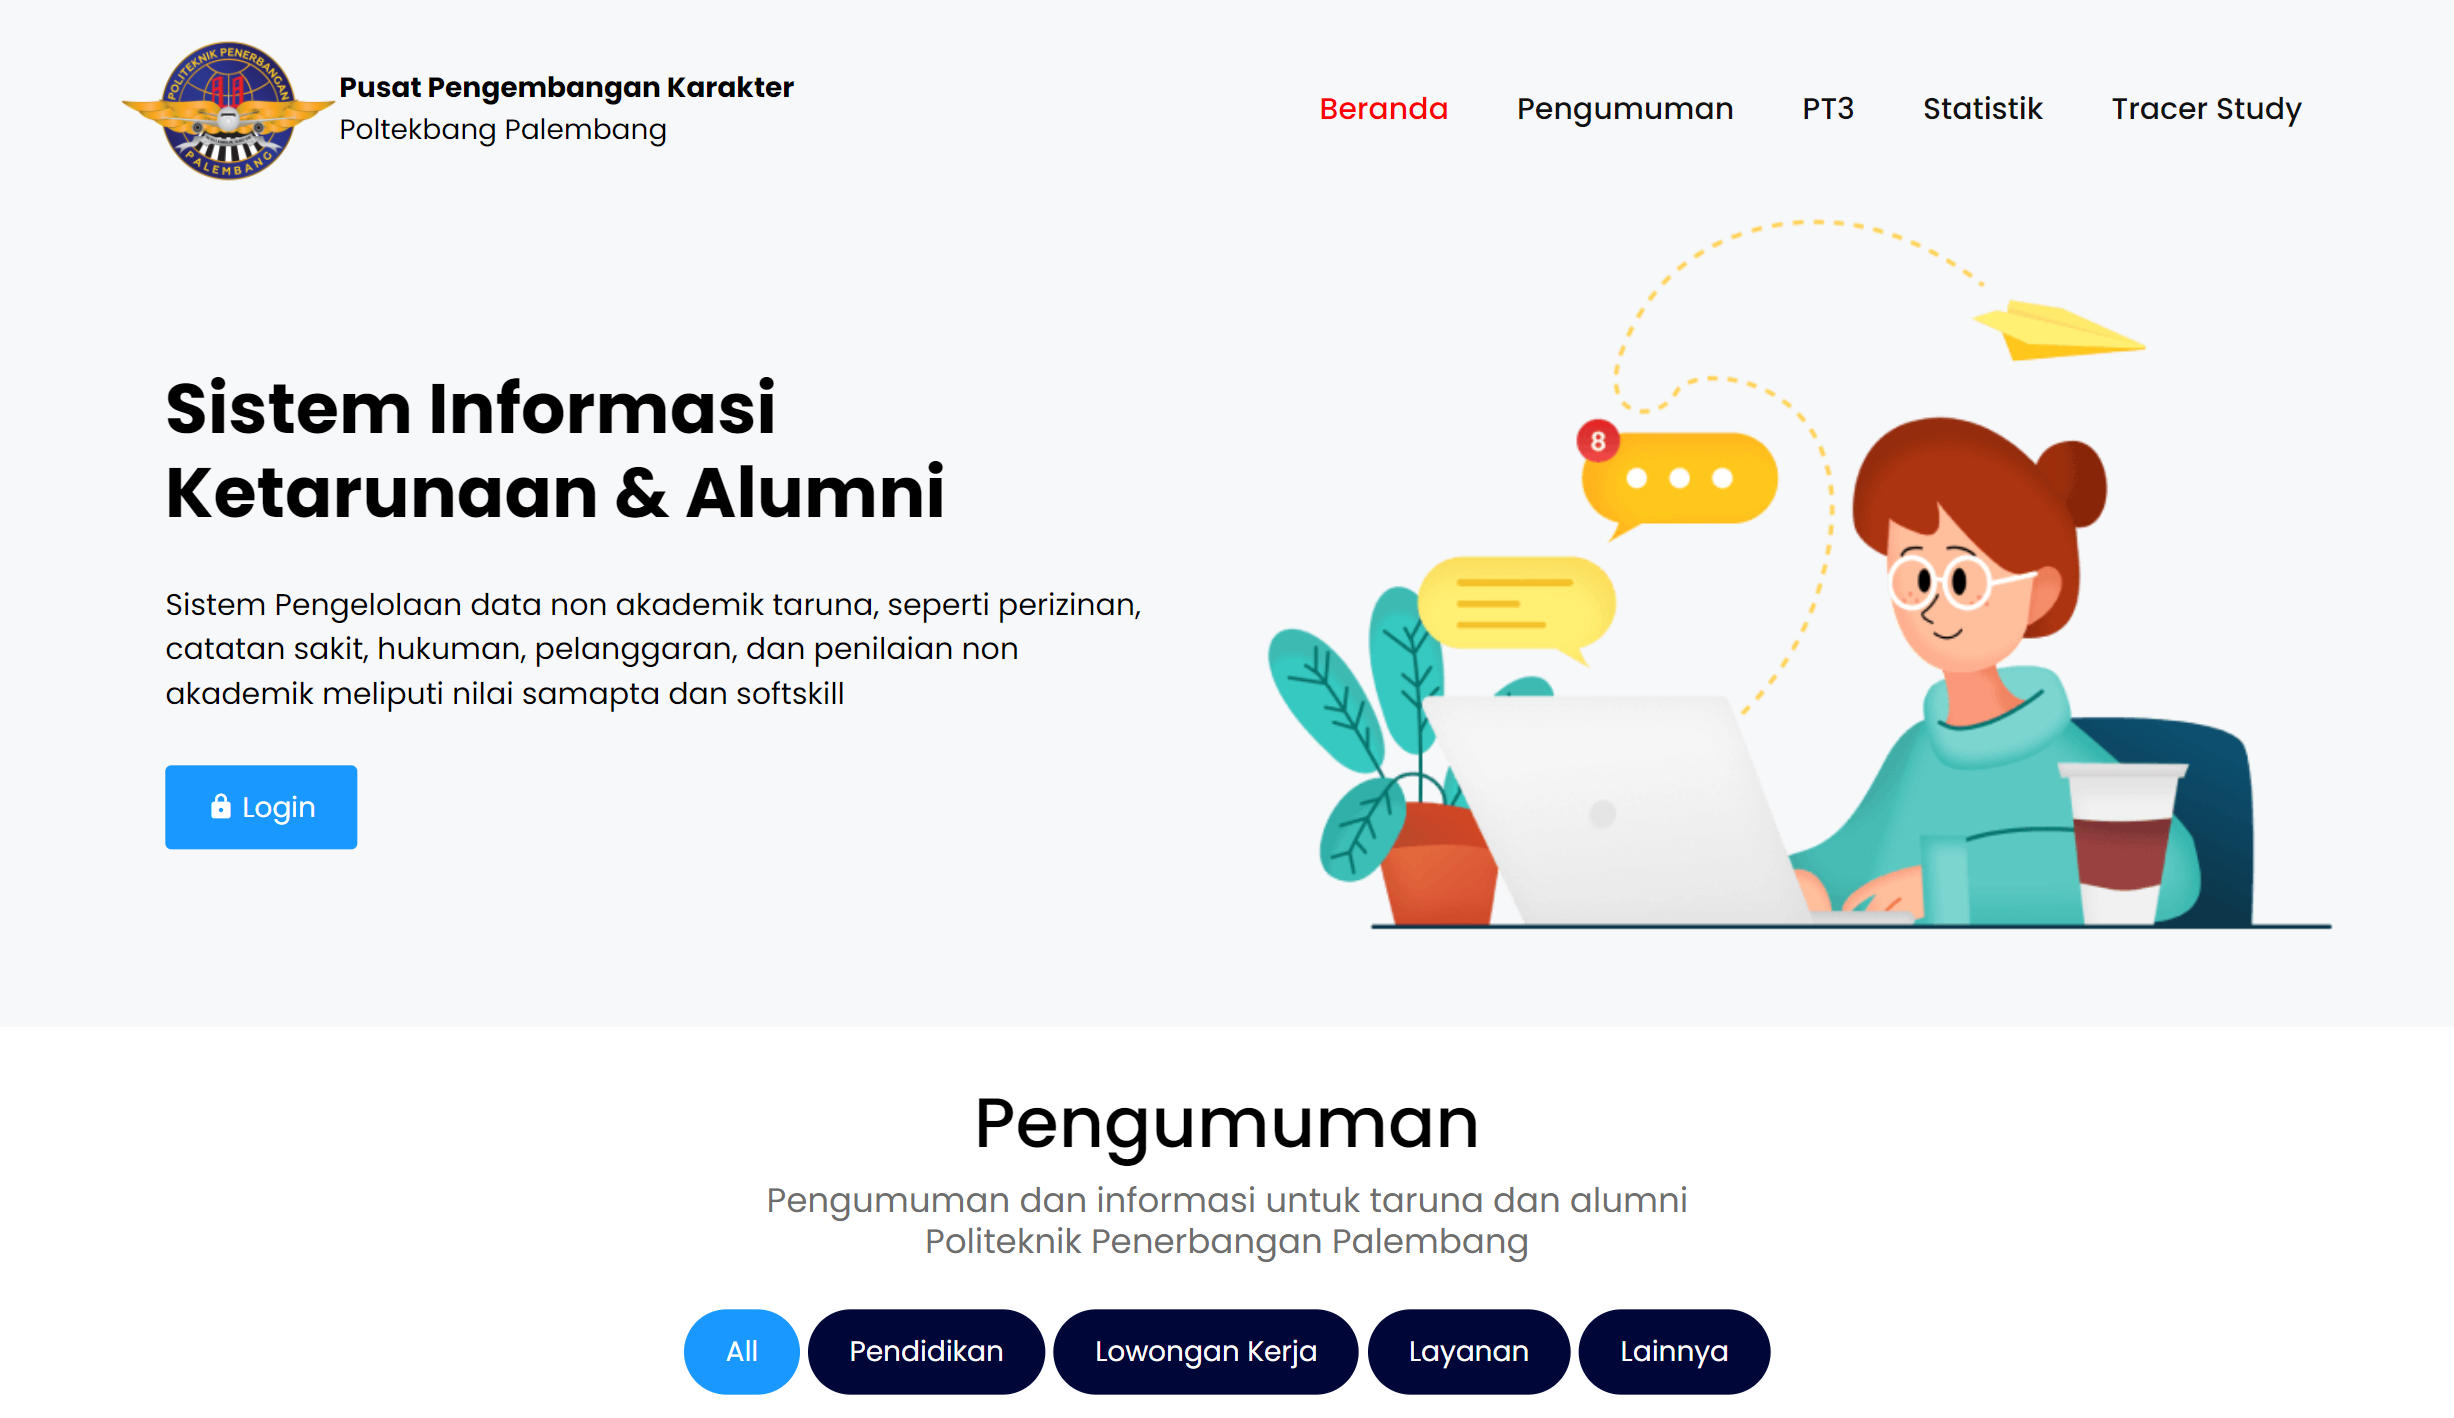 POLITEKNIK PENERBANGAN
PALEMBANG
Pusat Pengembangan Karakter
Poltekbang Palembang
Beranda
Pengumuman
PT3
Statistik
Tracer Study
8
Sistem Informasi
Ketarunaan & Alumni
Sistem Pengelolaan data non akademik taruna, seperti perizinan,
catatan sakit, hukuman, pelanggaran, dan penilaian non
akademik meliputi nilai samapta dan softskill
Login
Pengumuman
Pengumuman dan informasi untuk taruna dan alumni
Politeknik Penerbangan Palembang
All
Pendidikan
Lowongan Kerja
Layanan
Lainnya